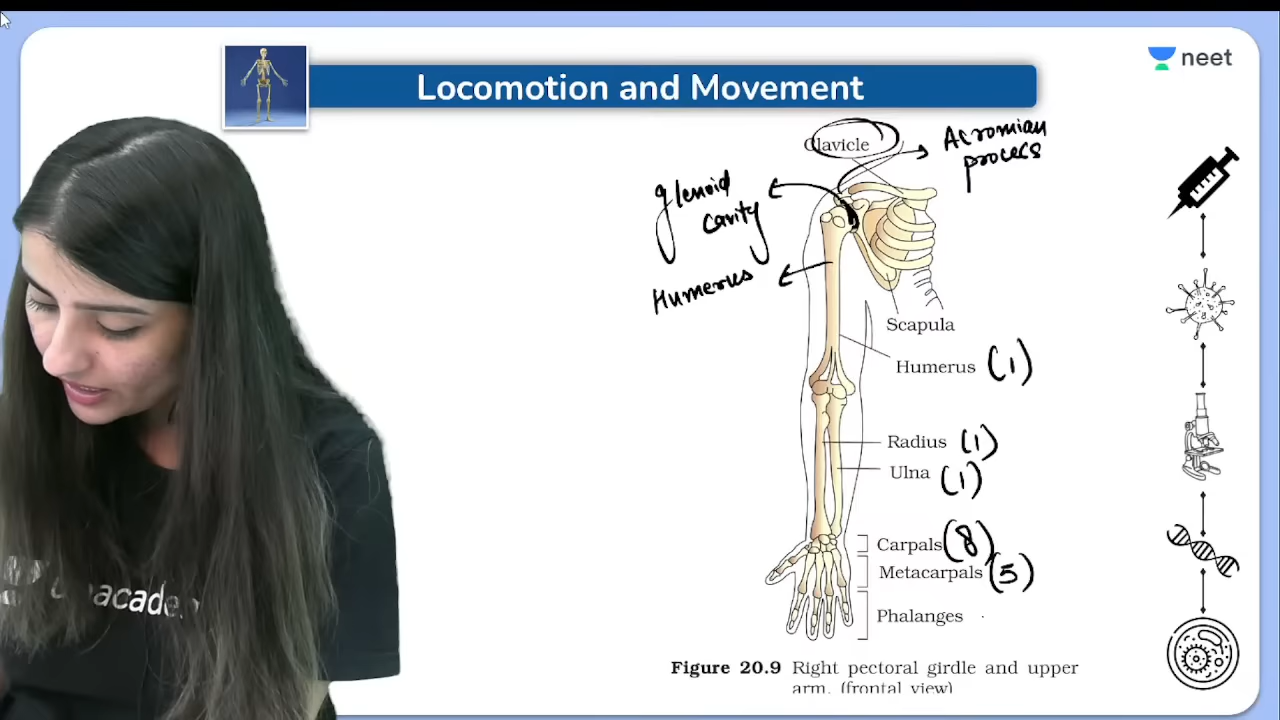 neet
Locomotion and Movement
Clavicle
Acromian
process
glenoid
cavity
Humerus
Scapula
Humerus (1)
Radius (1)
Ulna (1)
Carpals (8)
Metacarpals (5)
Phalanges
Figure 20.9 Right pectoral girdle and upper
arm. (frontal view)